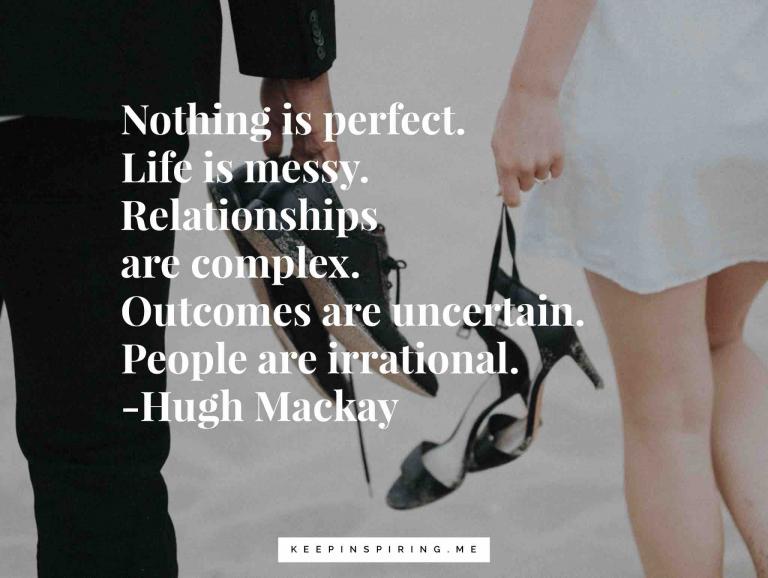 Nothing is perfect.
Life is messy.
Relationships
are complex.
Outcomes are uncertain.
People are irrational.
-Hugh Mackay
KEEPINSPIRING.ME